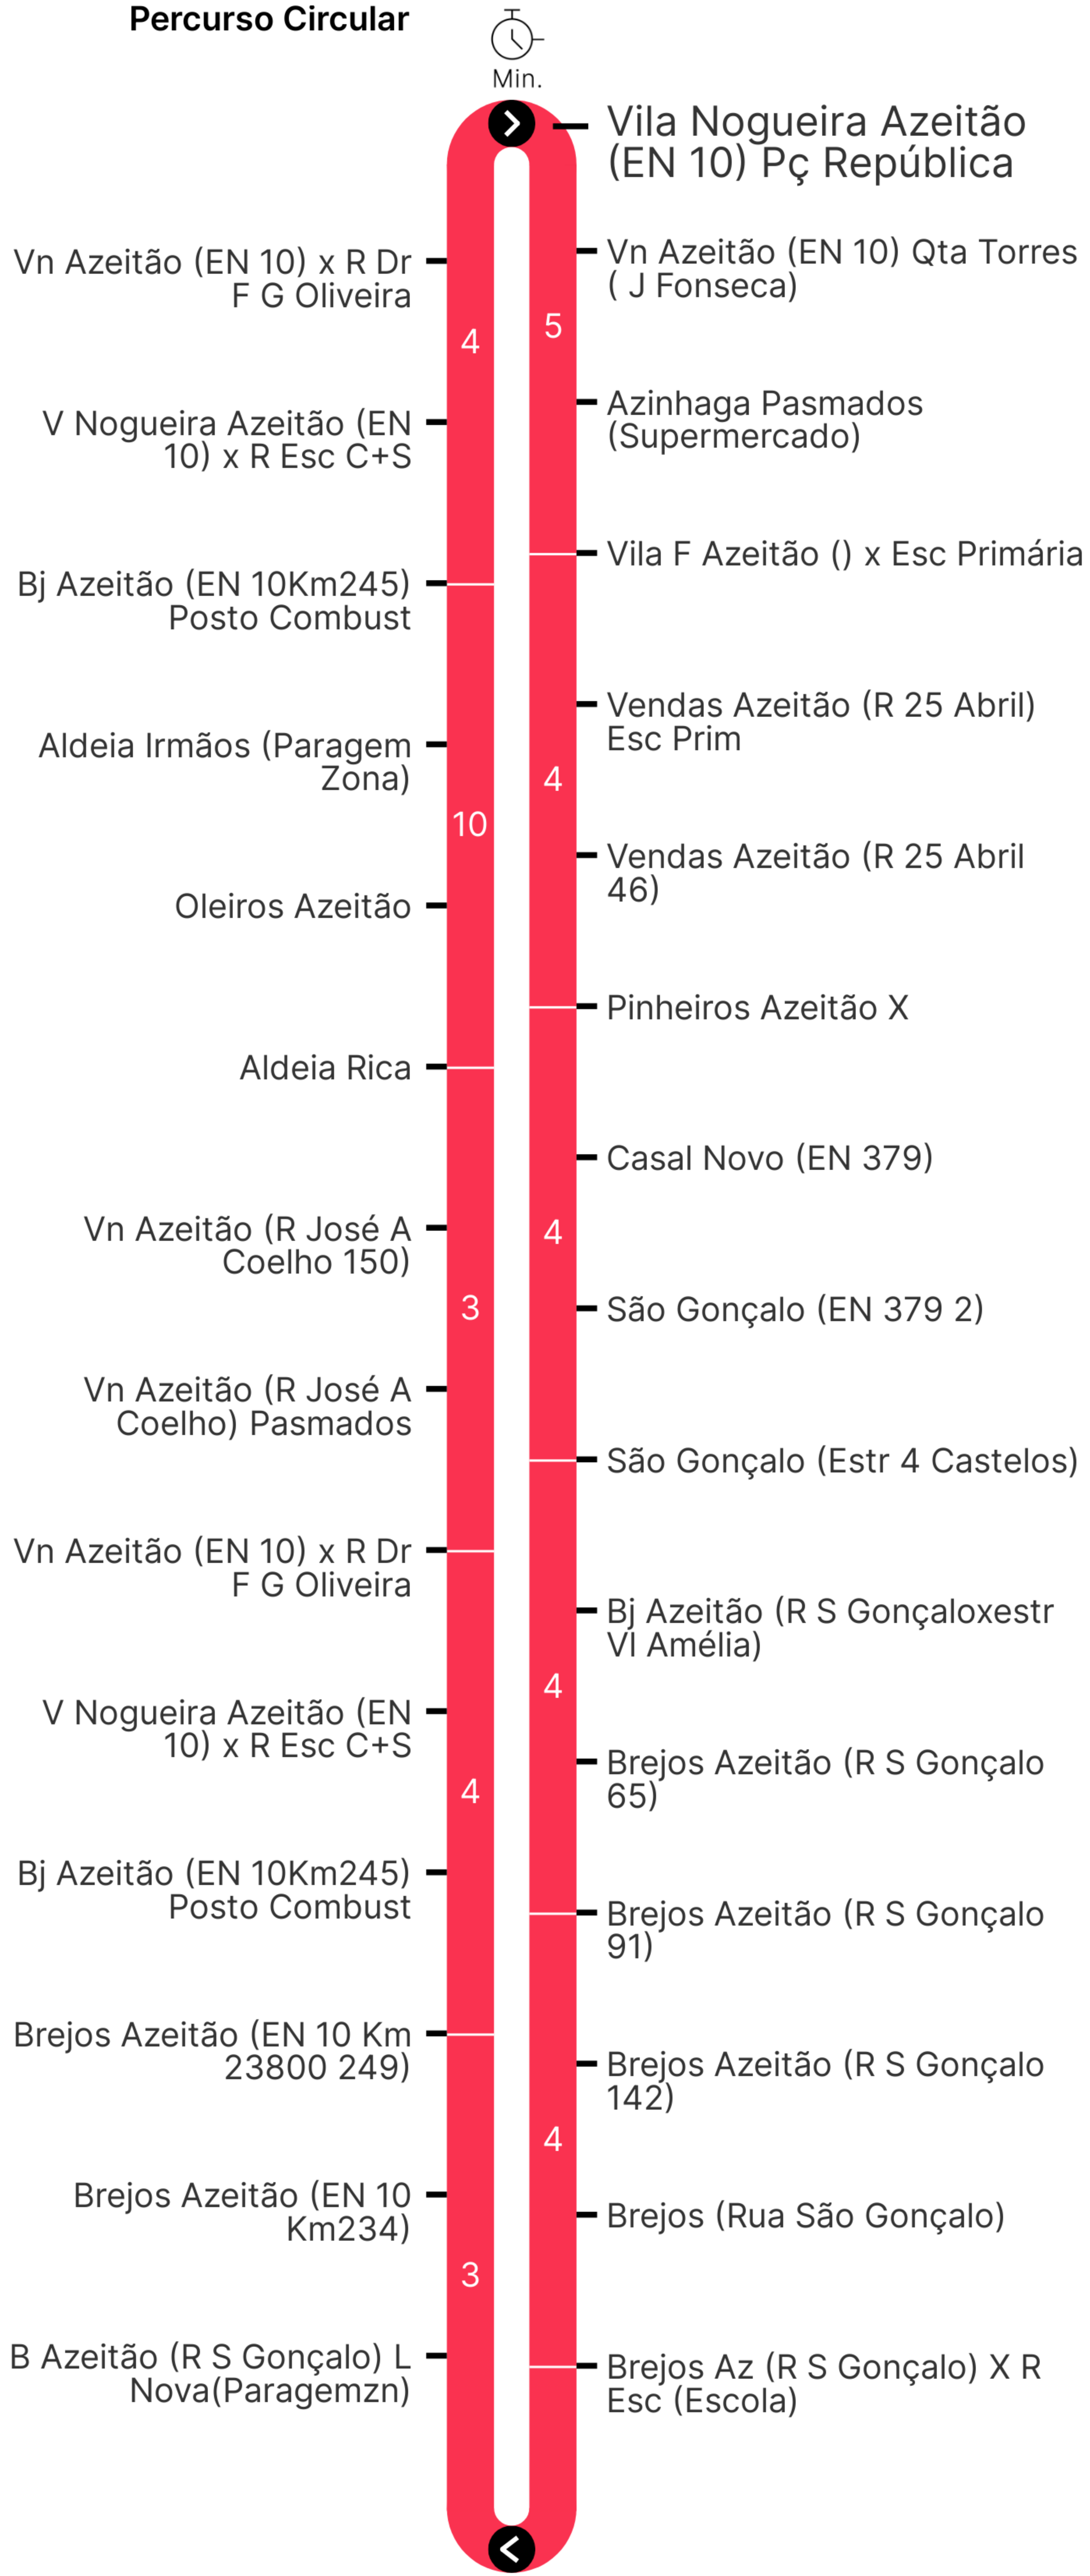 Percurso Circular
Min.
Vila Nogueira Azeitão
(EN 10) Pç República
Vn Azeitão (EN 10) Qta Torres
( J Fonseca)
5
Azinhaga Pasmados
(Supermercado)
Vila F Azeitão () x Esc Primária
Vendas Azeitão (R 25 Abril)
Esc Prim
4
Vendas Azeitão (R 25 Abril
46)
Pinheiros Azeitão X
Casal Novo (EN 379)
4
São Gonçalo (EN 379 2)
São Gonçalo (Estr 4 Castelos)
Bj Azeitão (R S Gonçaloxestr
Vl Amélia)
4
Brejos Azeitão (R S Gonçalo
65)
Brejos Azeitão (R S Gonçalo
91)
Brejos Azeitão (R S Gonçalo
142)
4
Brejos (Rua São Gonçalo)
Brejos Az (R S Gonçalo) X R
Esc (Escola)
Vn Azeitão (EN 10) x R Dr
F G Oliveira
4
V Nogueira Azeitão (EN
10) x R Esc C+S
Bj Azeitão (EN 10Km245)
Posto Combust
Aldeia Irmãos (Paragem
Zona)
10
Oleiros Azeitão
Aldeia Rica
Vn Azeitão (R José A
Coelho 150)
3
Vn Azeitão (R José A
Coelho) Pasmados
Vn Azeitão (EN 10) x R Dr
F G Oliveira
V Nogueira Azeitão (EN
10) x R Esc C+S
4
Bj Azeitão (EN 10Km245)
Posto Combust
Brejos Azeitão (EN 10 Km
23800 249)
Brejos Azeitão (EN 10
Km234)
3
B Azeitão (R S Gonçalo) L
Nova(Paragemzn)